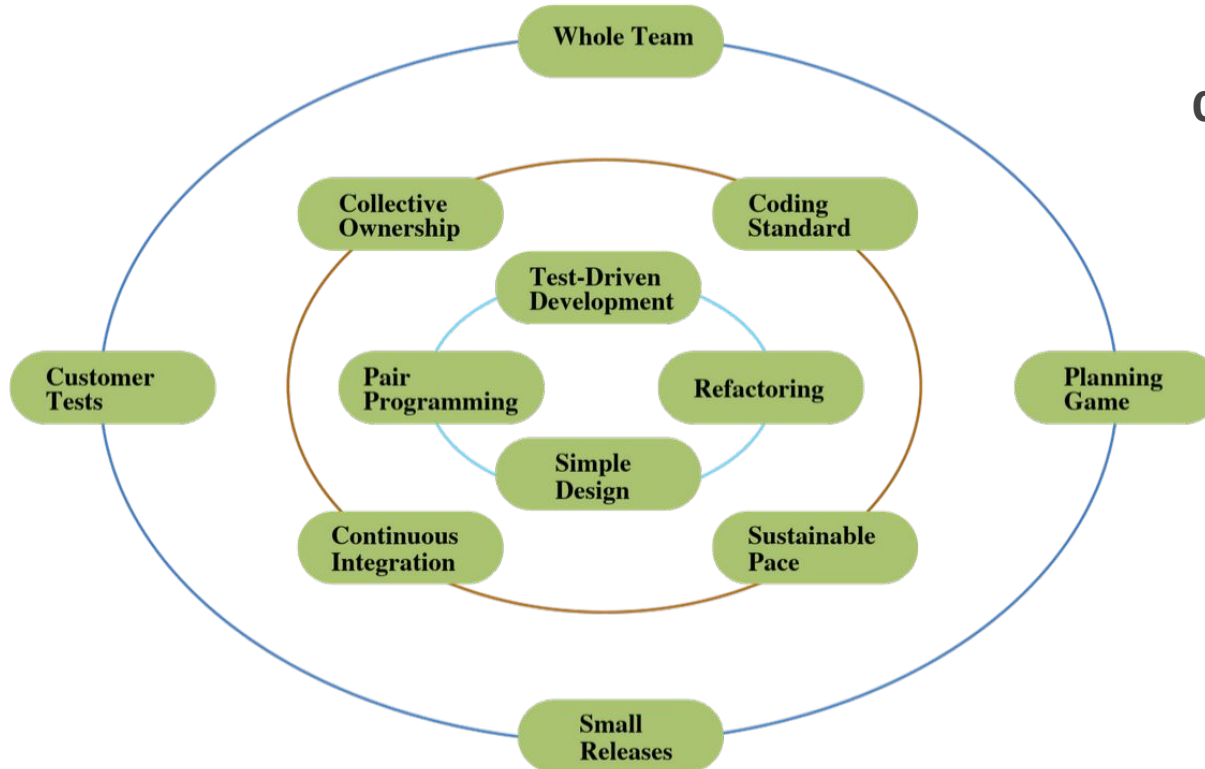 Whole Team
Collective
Ownership
Coding
Standard
Test-Driven
Development
Customer
Tests
Pair
Programming
Refactoring
Planning
Game
Simple
Design
Continuous
Integration
Sustainable
Pace
Small
Releases